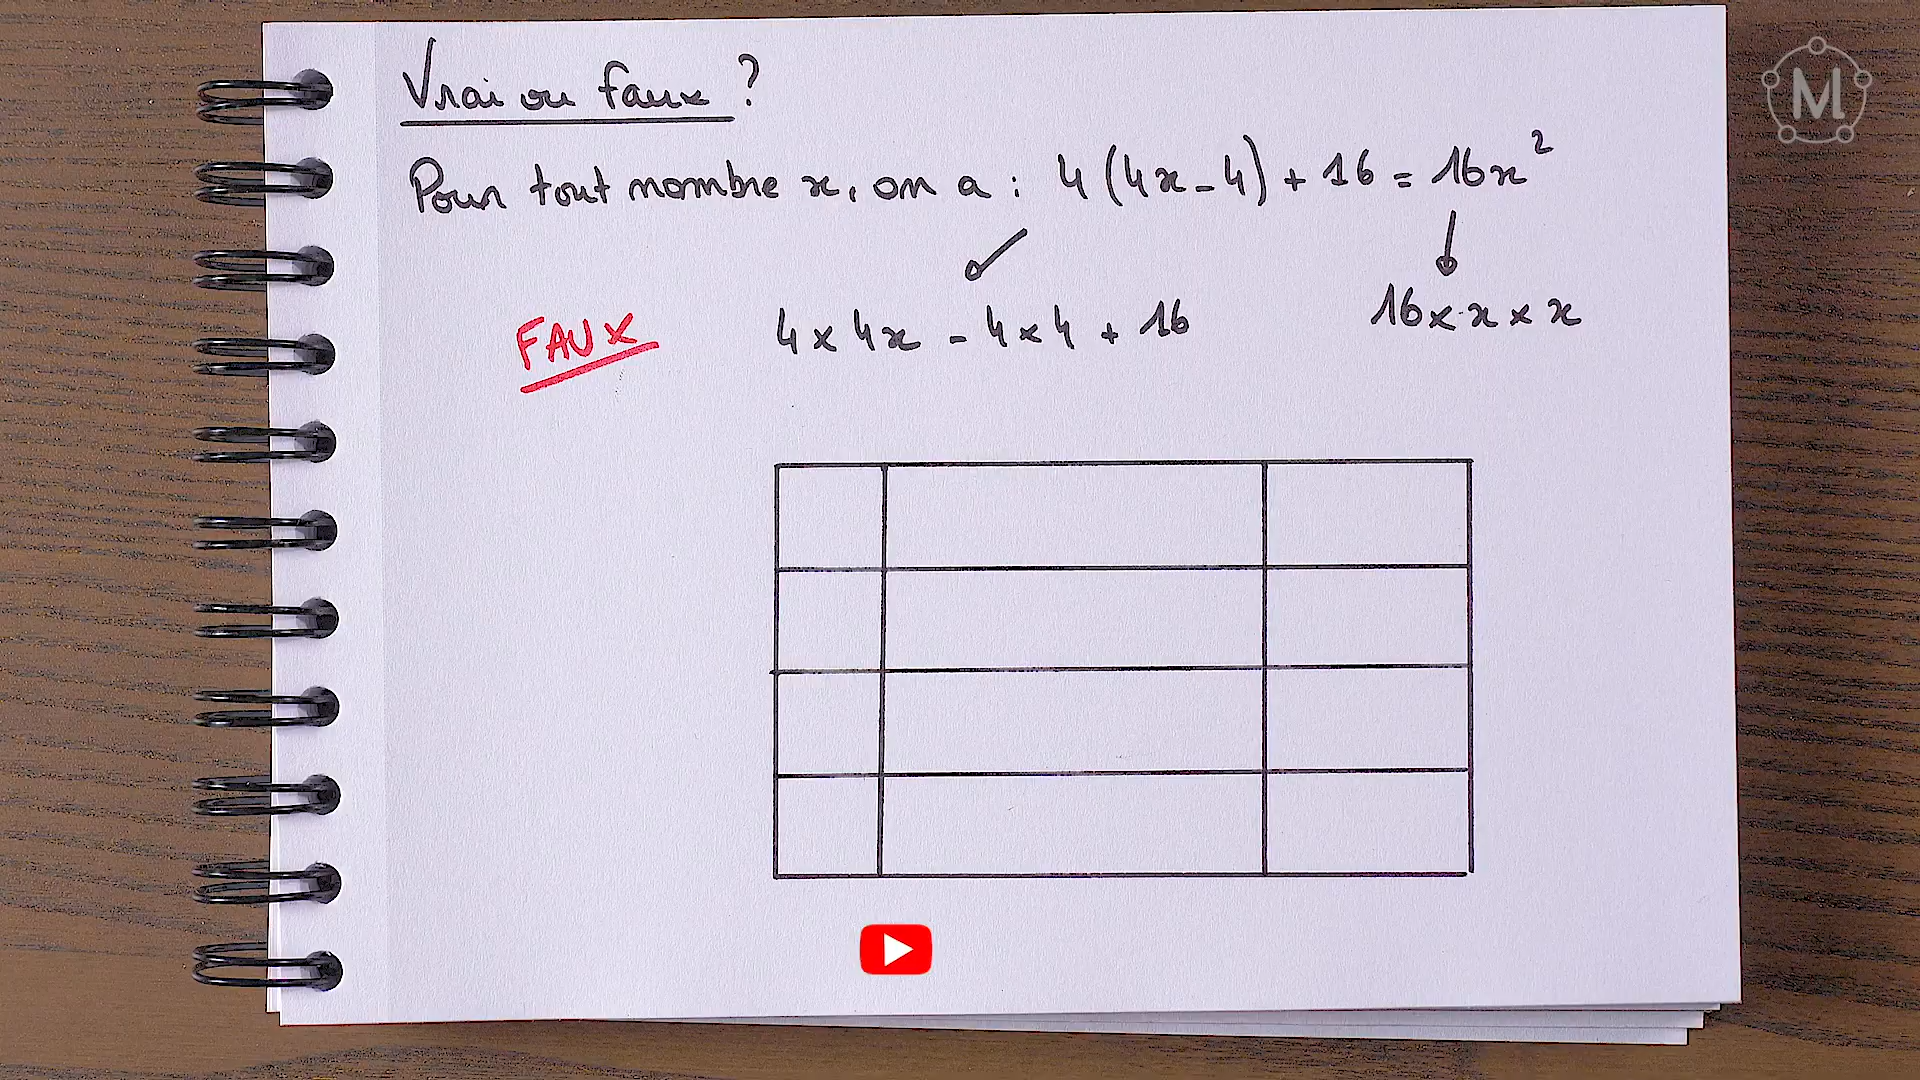 Vrai ou faux ?
Pour tout nombre x, on a : 4(4x-4)+16 = 16x²
FAUX
4 × 4x - 4 × 4 + 16
16 × x × x
M